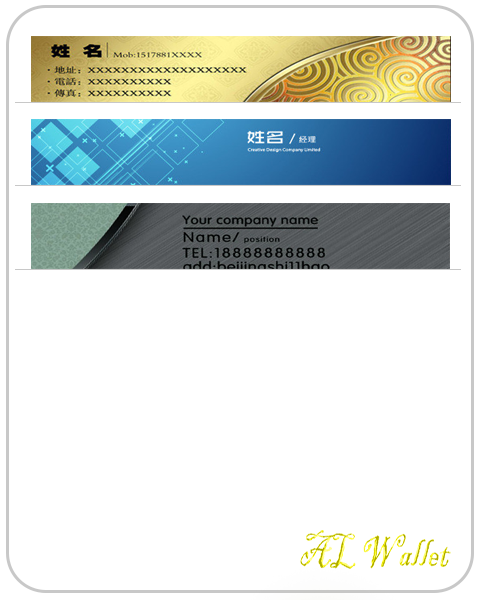 姓 名 Mob:1517881XXXX
· 地址：XXXXXXXXXXXXXXXXXXX
· 電話：XXXXXXXXXX
· 傳真：XXXXXXXXXX
姓名 / 经理
Creative Design Company Limited
Your company name
Name/ position
TEL:18888888888
add:beijingshi11hao
AL Wallet